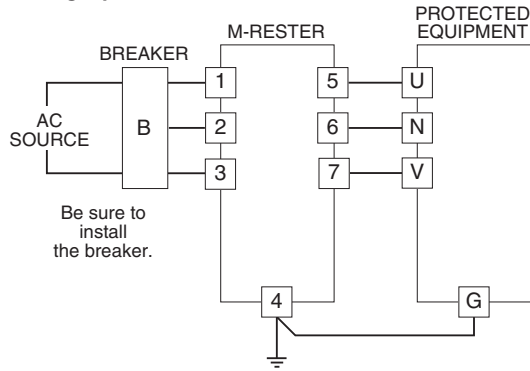 PROTECTED
EQUIPMENT
M-RESTER
BREAKER
1 5 U
AC
SOURCE
B
2 6 N
3 7 V
Be sure to
install
the breaker.
4 G